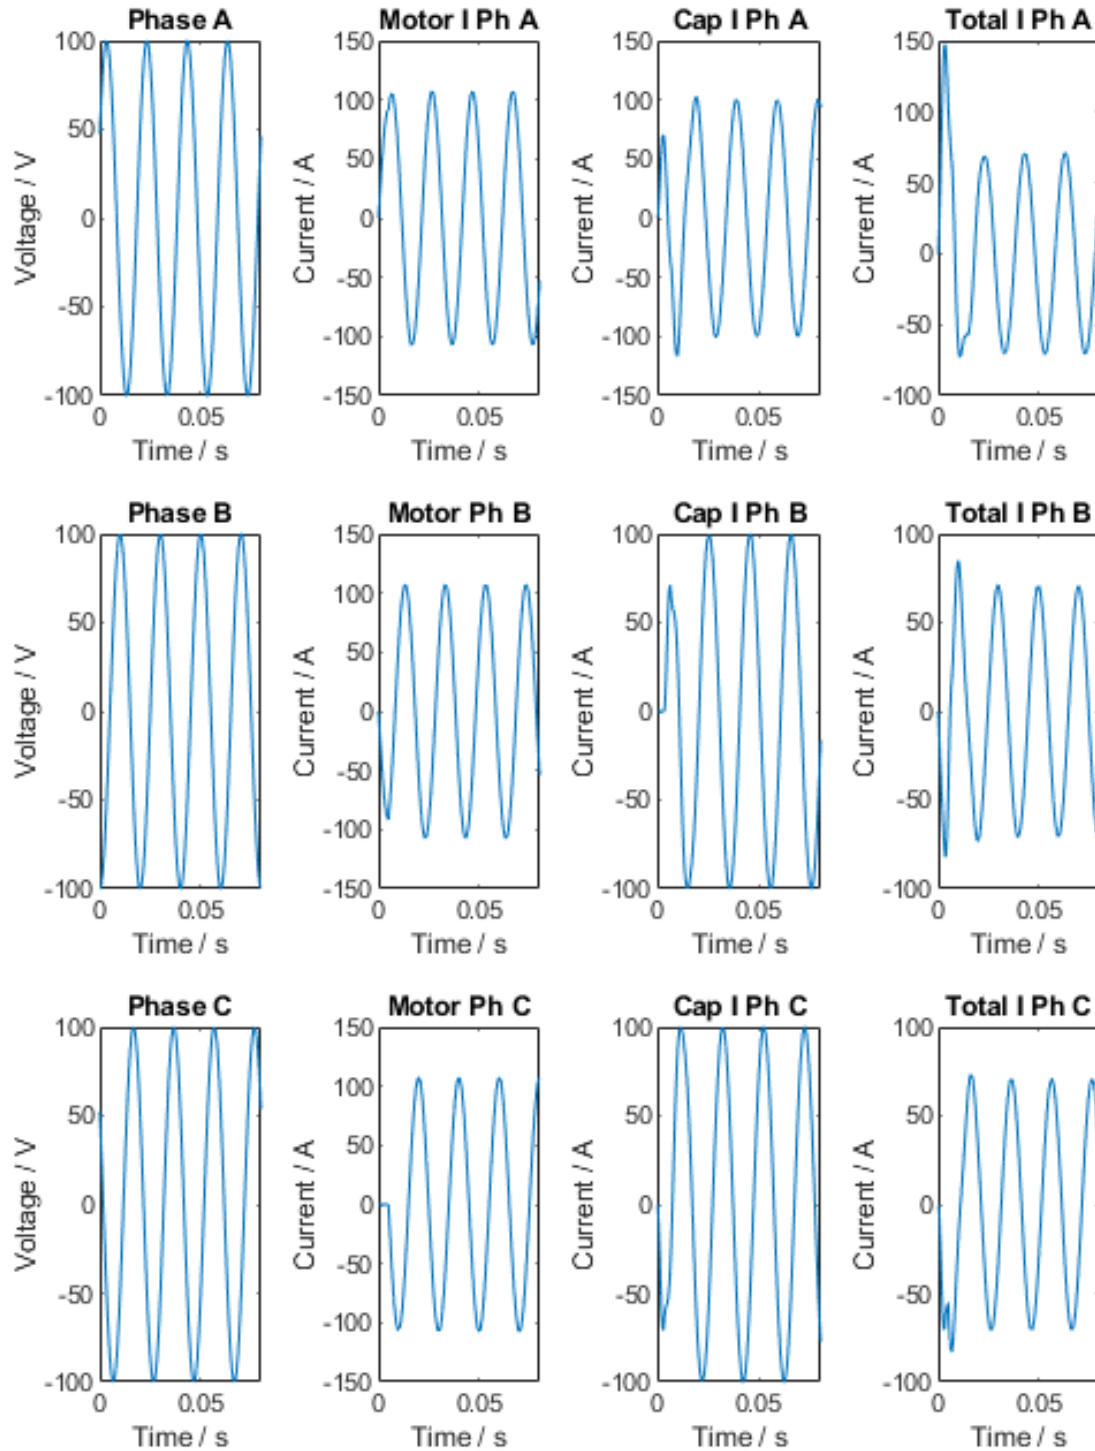 Phase A Motor I Ph A Cap I Ph A Total I Ph A
100 150 150 150
100 100 100
50 50 50 50
0 0 0 0
-50 -50 -50
-50 -100 -100 -50
-100 -150 -150 -100
Voltage / V Current / A Current / A Current / A
0 0.05 0 0.05 0 0.05 0 0.05
Time / s Time / s Time / s Time / s
Phase B Motor Ph B Cap I Ph B Total I Ph B
100 150 100 100
100
50 50 50 50
0 0 0 0
-50 -50 -50 -50
-100
-100 -150 -100 -100
Voltage / V Current / A Current / A Current / A
0 0.05 0 0.05 0 0.05 0 0.05
Time / s Time / s Time / s Time / s
Phase C Motor Ph C Cap I Ph C Total I Ph C
100 150 100 100
100
50 50 50 50
0 0 0 0
-50 -50 -50 -50
-100
-100 -150 -100 -100
Voltage / V Current / A Current / A Current / A
0 0.05 0 0.05 0 0.05 0 0.05
Time / s Time / s Time / s Time / s